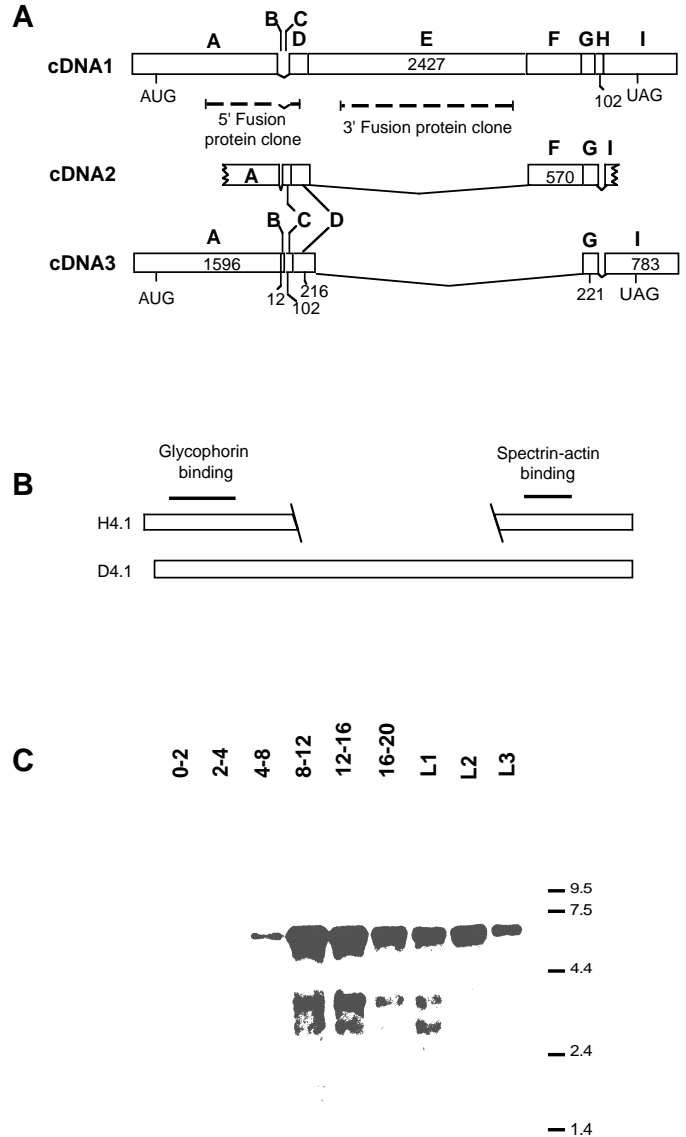 A
B C
A D E F G H I
cDNA1 2427
AUG 102 UAG
5' Fusion
protein clone
3' Fusion protein clone
F G I
cDNA2 A 570
B C D
A G I
cDNA3 1596 783
AUG 12 102 216 221 UAG
B
Glycophorin
binding
Spectrin-actin
binding
H4.1
D4.1
C
0-2 2-4 4-8 8-12 12-16 16-20 L1 L2 L3
9.5
7.5
4.4
2.4
1.4